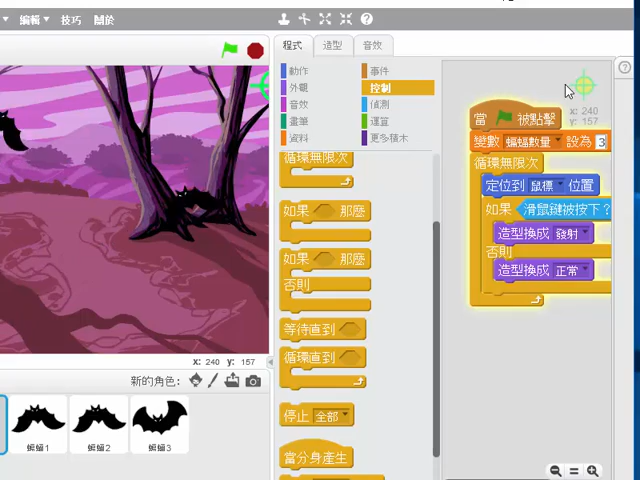 編輯 技巧 關於
程式 造型 音效
動作 事件
外觀 控制
音效 偵測
畫筆 運算
資料 更多積木
循環無限次
如果 那麼
如果 那麼
否則
等待直到
循環直到
停止 全部
當分身產生
x: 240
y: 157
當 被點擊
變數 蝙蝠數量 設為 3
循環無限次
定位到 鼠標 位置
如果 滑鼠鍵被按下？
造型換成 發射
否則
造型換成 正常
x: 240 y: 157
新的角色:
蝙蝠1 蝙蝠2 蝙蝠3